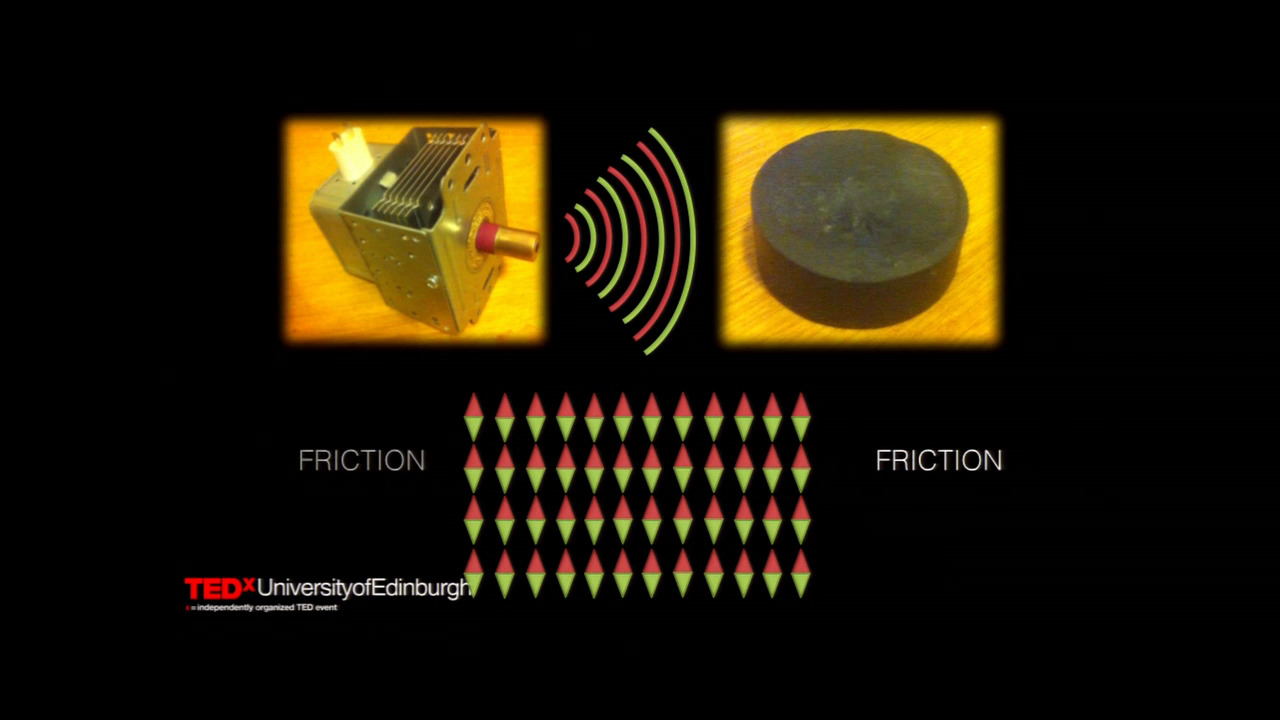 FRICTION
FRICTION
TEDxUniversityofEdinburgh
x = independently organized TED event